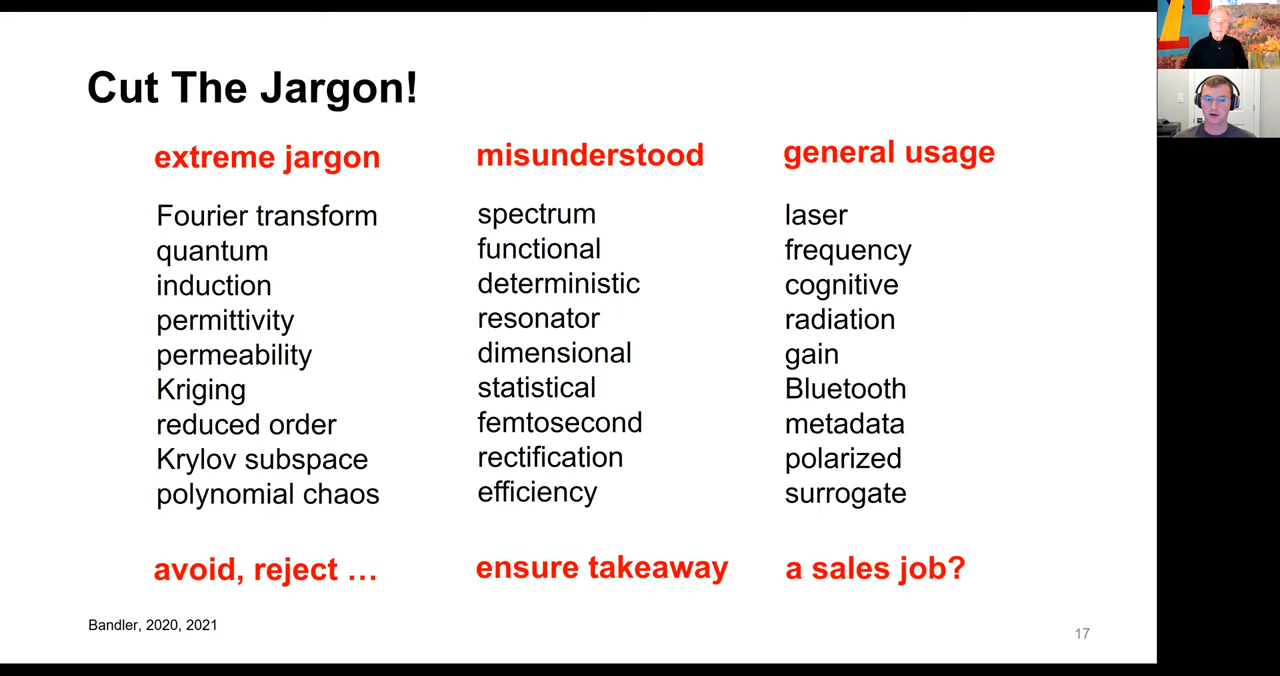 Cut The Jargon!
extreme jargon
Fourier transform
quantum
induction
permittivity
permeability
Kriging
reduced order
Krylov subspace
polynomial chaos
avoid, reject …
misunderstood
spectrum
functional
deterministic
resonator
dimensional
statistical
femtosecond
rectification
efficiency
ensure takeaway
general usage
laser
frequency
cognitive
radiation
gain
Bluetooth
metadata
polarized
surrogate
a sales job?
Bandler, 2020, 2021
17